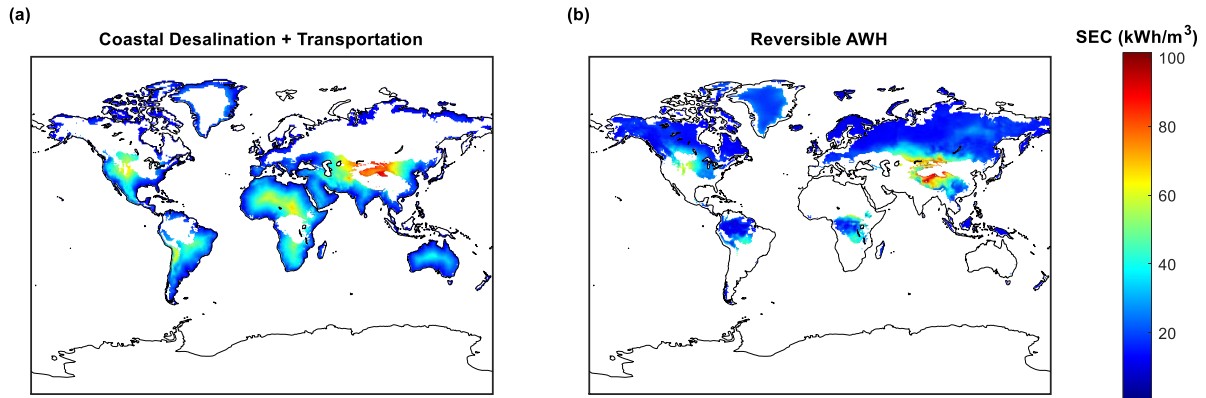 (a)
Coastal Desalination + Transportation
(b)
Reversible AWH
SEC (kWh/m³)
100
80
60
40
20